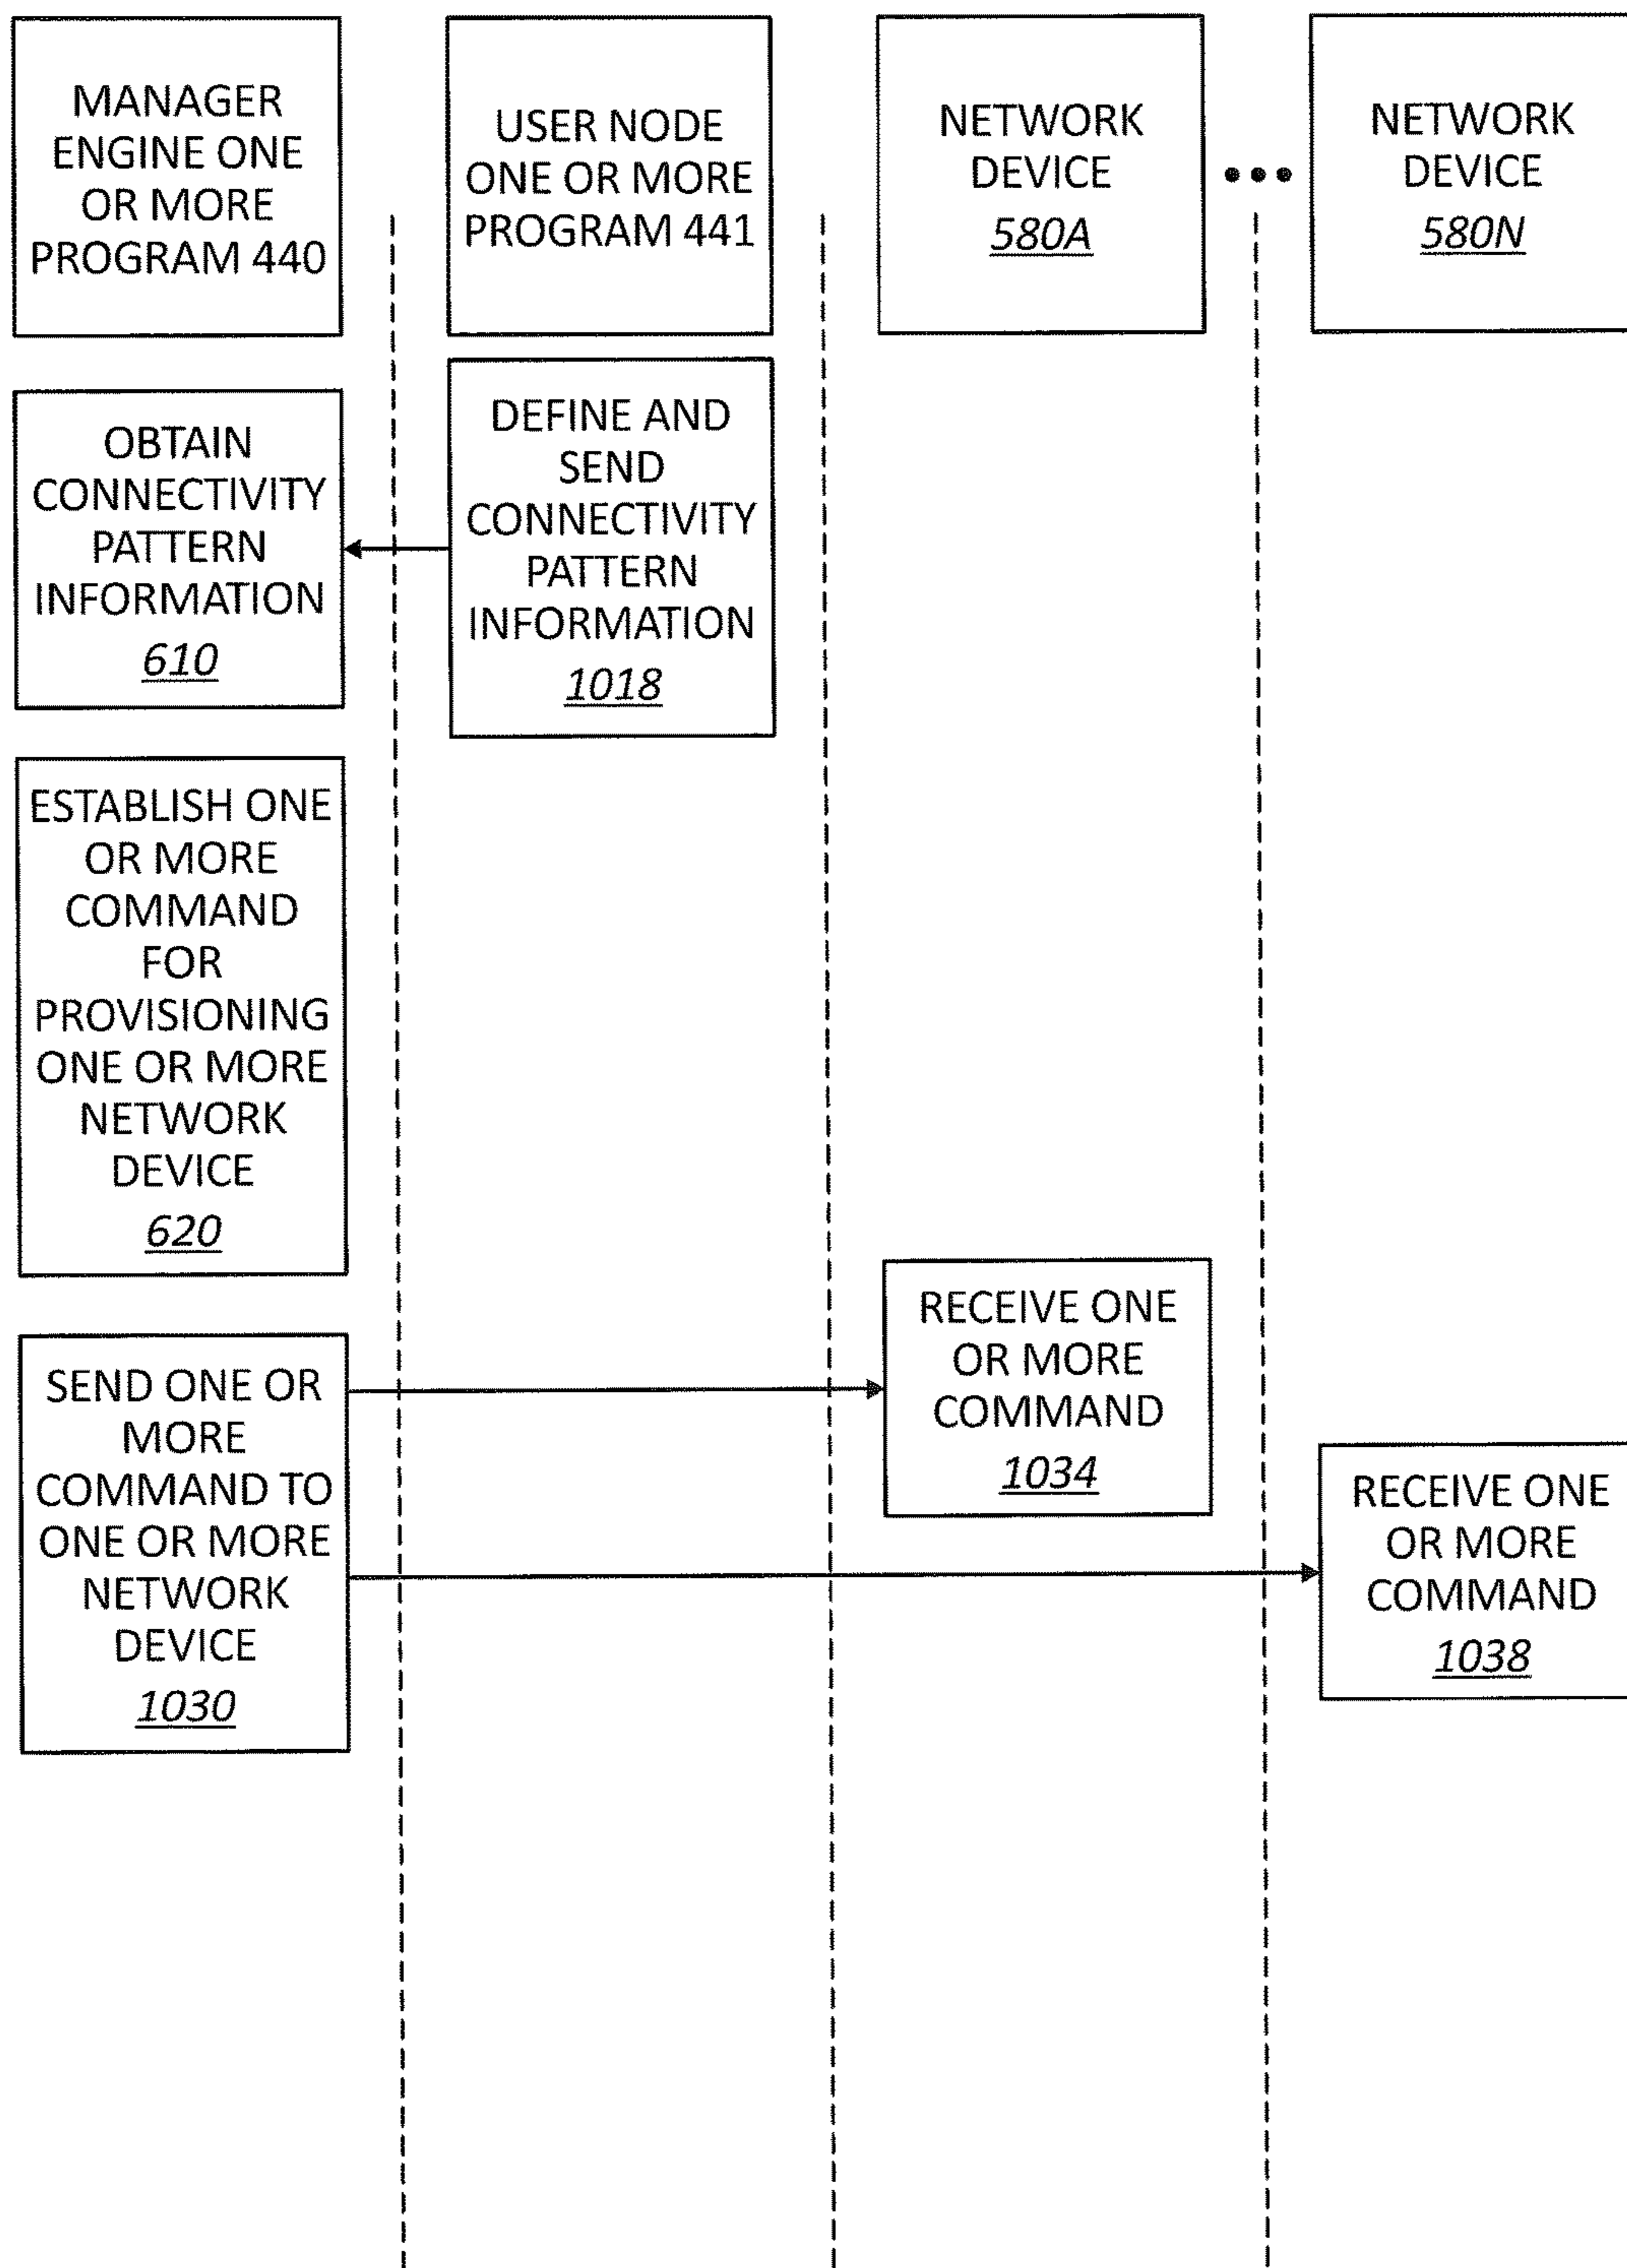 MANAGER
ENGINE ONE
OR MORE
PROGRAM 440
USER NODE
ONE OR MORE
PROGRAM 441
NETWORK
DEVICE
580A
NETWORK
DEVICE
580N
OBTAIN
CONNECTIVITY
PATTERN
INFORMATION
610
DEFINE AND
SEND
CONNECTIVITY
PATTERN
INFORMATION
1018
ESTABLISH ONE
OR MORE
COMMAND
FOR
PROVISIONING
ONE OR MORE
NETWORK
DEVICE
620
SEND ONE OR
MORE
COMMAND TO
ONE OR MORE
NETWORK
DEVICE
1030
RECEIVE ONE
OR MORE
COMMAND
1034
RECEIVE ONE
OR MORE
COMMAND
1038